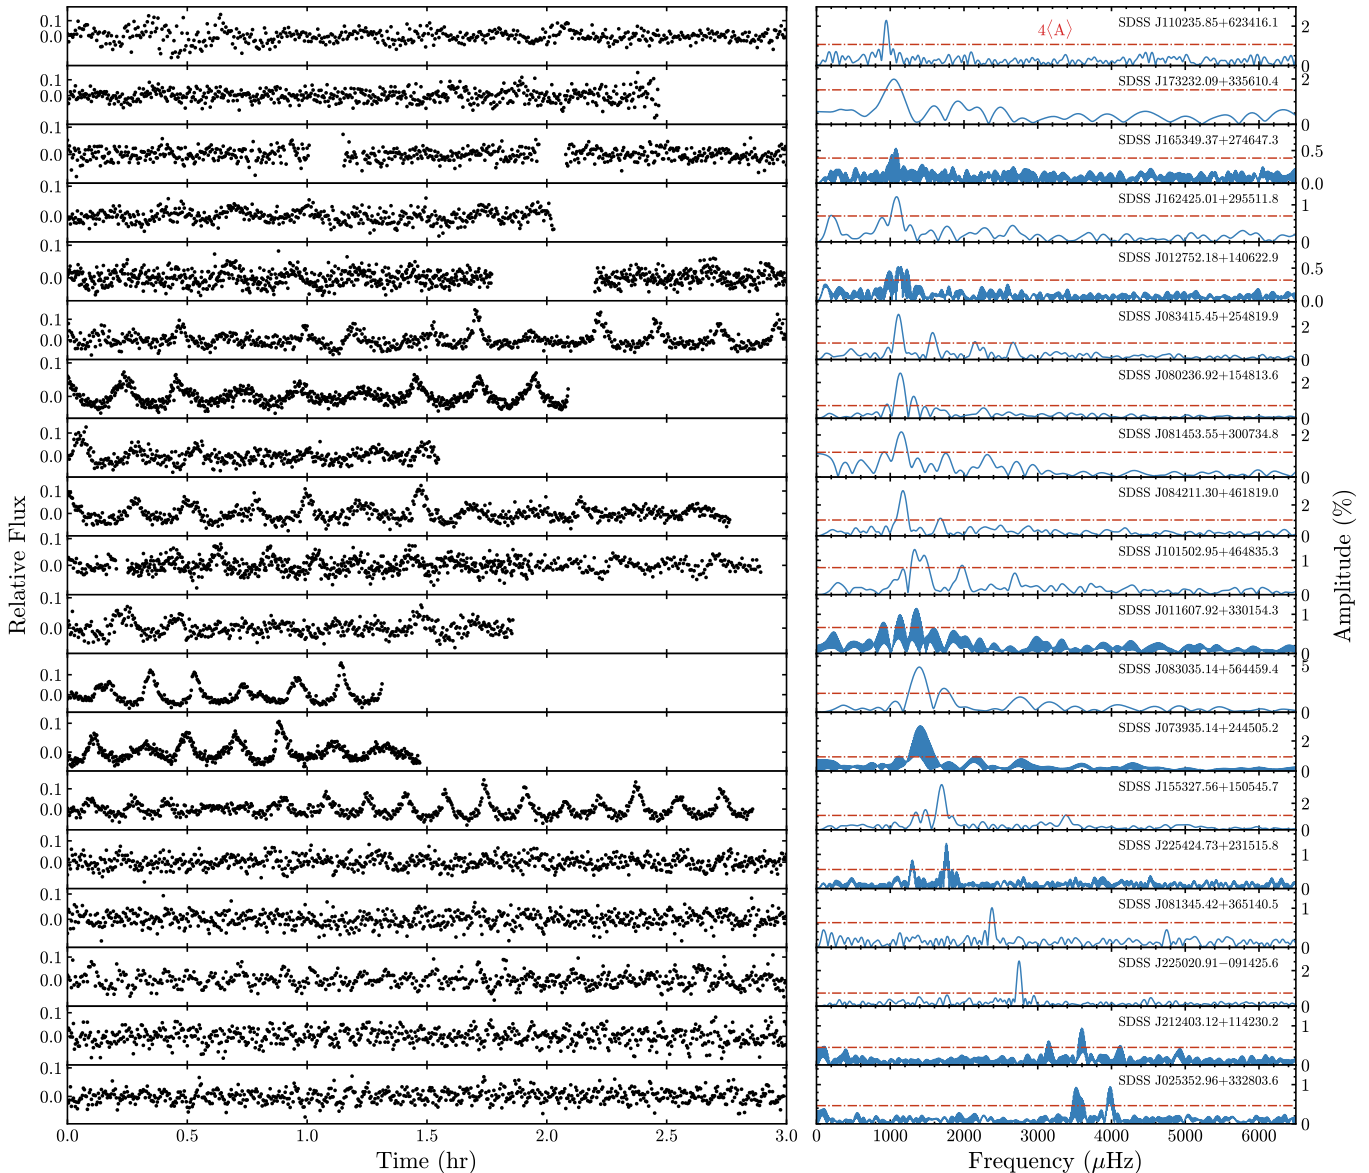 0.1
0.0
4⟨A⟩
SDSS J110235.85+623416.1
2
0
0.1
0.0
SDSS J173232.09+335610.4
2
0
0.1
0.0
SDSS J165349.37+274647.3
0.5
0.0
0.1
0.0
SDSS J162425.01+295511.8
1
0
0.1
0.0
SDSS J012752.18+140622.9
0.5
0.0
0.1
0.0
SDSS J083415.45+254819.9
2
0
0.1
0.0
SDSS J080236.92+154813.6
2
0
0.1
0.0
SDSS J081453.55+300734.8
2
0
0.1
0.0
SDSS J084211.30+461819.0
2
0
0.1
0.0
SDSS J101502.95+464835.3
1
0
0.1
0.0
SDSS J011607.92+330154.3
1
0
0.1
0.0
SDSS J083035.14+564459.4
5
0
0.1
0.0
SDSS J073935.14+244505.2
2
0
0.1
0.0
SDSS J155327.56+150545.7
2
0
0.1
0.0
SDSS J225424.73+231515.8
1
0
0.1
0.0
SDSS J081345.42+365140.5
1
0
0.1
0.0
SDSS J225020.91−091425.6
2
0
0.1
0.0
SDSS J212403.12+114230.2
1
0
0.1
0.0
SDSS J025352.96+332803.6
1
0
Relative Flux
Amplitude (%)
0.0 0.5 1.0 1.5 2.0 2.5 3.0
Time (hr)
0 1000 2000 3000 4000 5000 6000
Frequency (μHz)